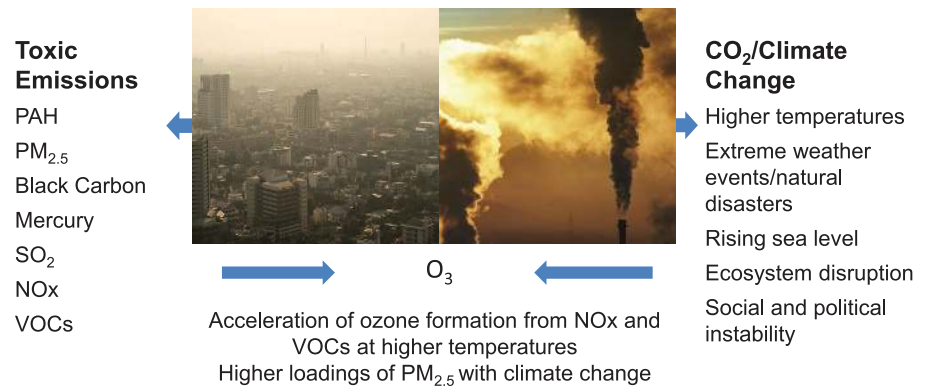 Toxic
Emissions
PAH
PM₂.₅
Black Carbon
Mercury
SO₂
NOx
VOCs
CO₂/Climate
Change
Higher temperatures
Extreme weather
events/natural
disasters
Rising sea level
Ecosystem disruption
Social and political
instability
O₃
Acceleration of ozone formation from NOx and
VOCs at higher temperatures
Higher loadings of PM₂.₅ with climate change